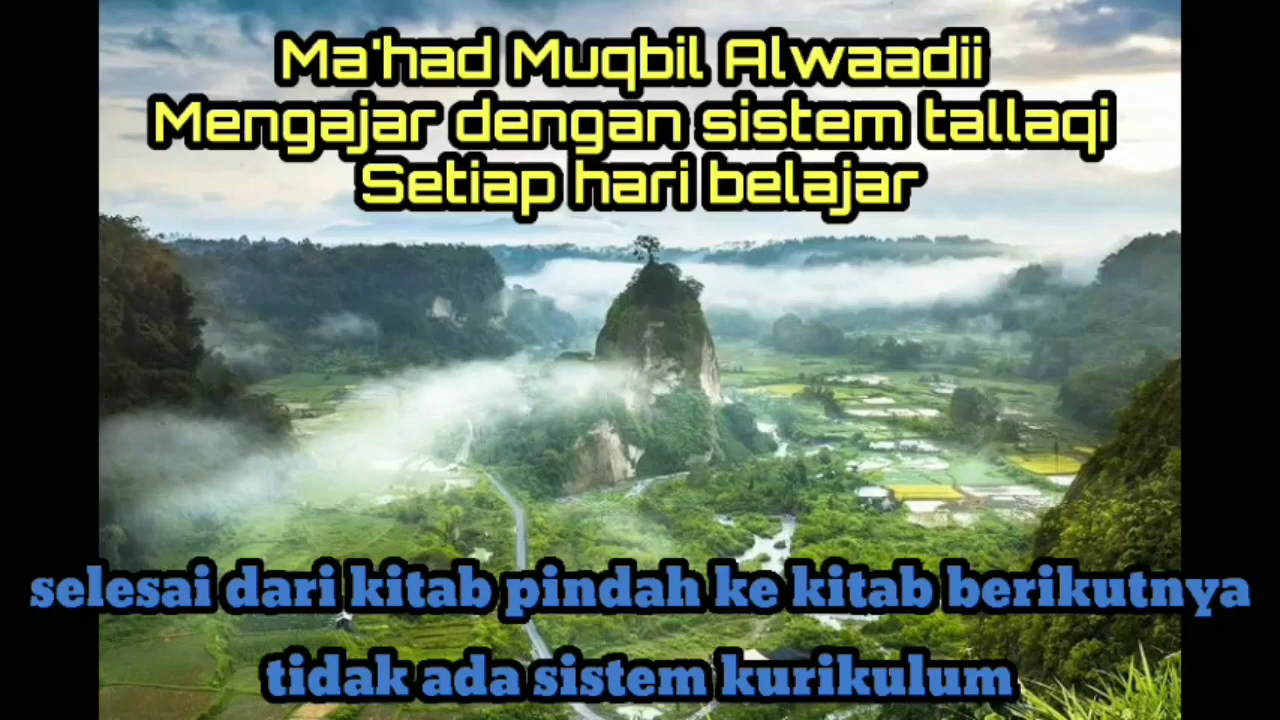 Ma'had Muqbil Alwaadii
Mengajar dengan sistem tallaqi
Setiap hari belajar
selesai dari kitab pindah ke kitab berikutnya
tidak ada sistem kurikulum